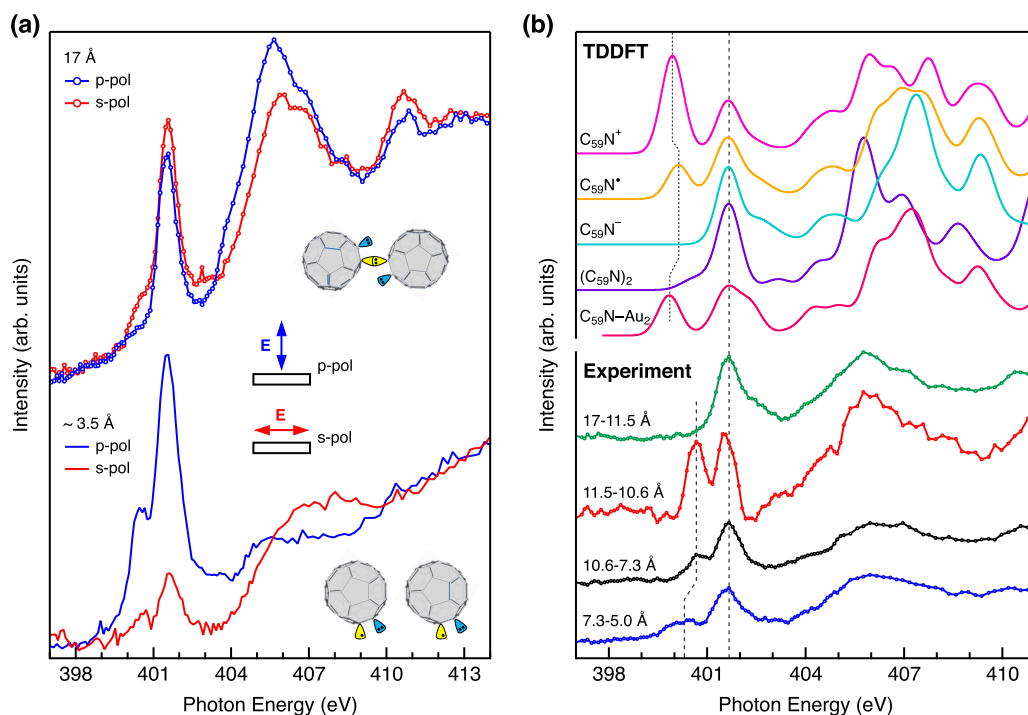 (a)
17 Å
p-pol
s-pol
E
p-pol
E
s-pol
~ 3.5 Å
p-pol
s-pol
Intensity (arb. units)
398 401 404 407 410 413
Photon Energy (eV)
(b)
TDDFT
C₅₉N⁺
C₅₉N•
C₅₉N⁻
(C₅₉N)₂
C₅₉N−Au₂
Experiment
17-11.5 Å
11.5-10.6 Å
10.6-7.3 Å
7.3-5.0 Å
Intensity (arb. units)
398 401 404 407 410
Photon Energy (eV)